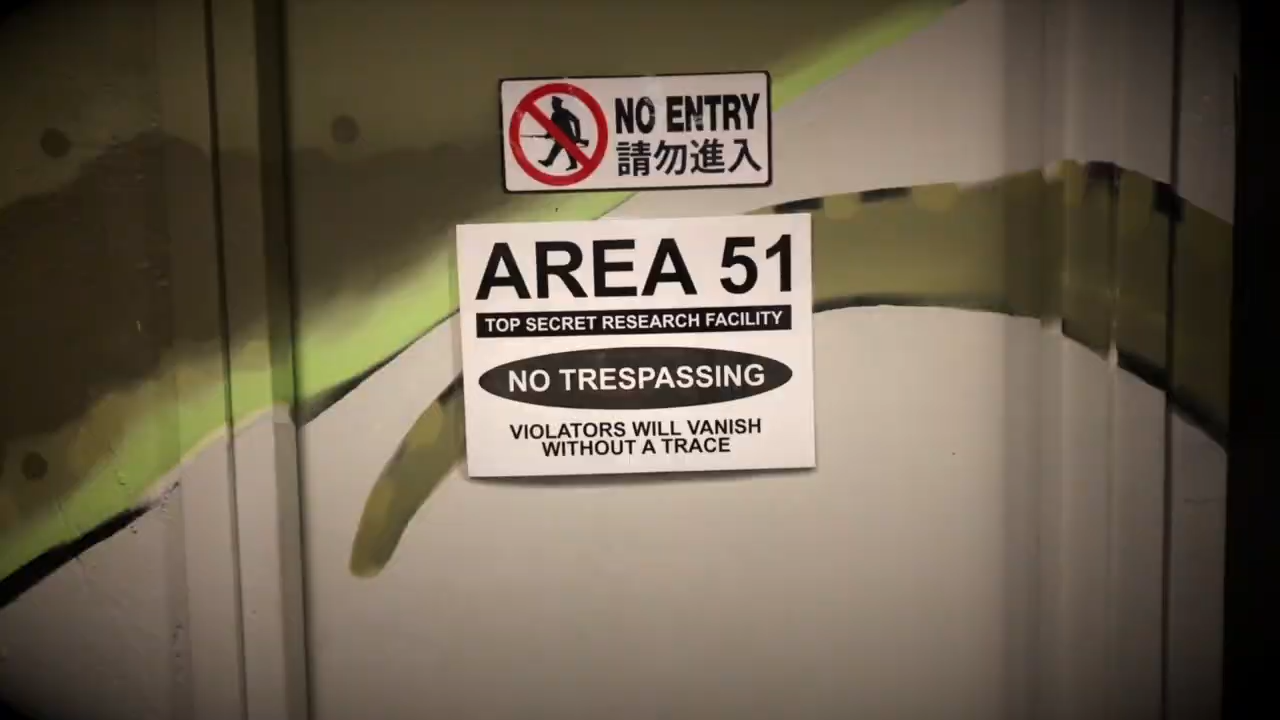 NO ENTRY
請勿進入
AREA 51
TOP SECRET RESEARCH FACILITY
NO TRESPASSING
VIOLATORS WILL VANISH
WITHOUT A TRACE